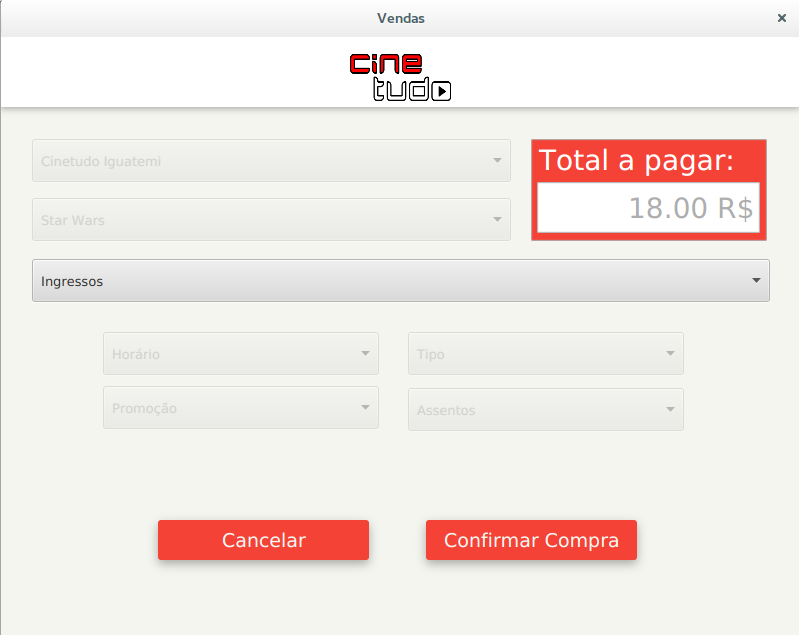 Vendas
cine
tudo
Cinetudo Iguatemi
Total a pagar:
Star Wars
18.00 R$
Ingressos
Horário
Tipo
Promoção
Assentos
Cancelar
Confirmar Compra